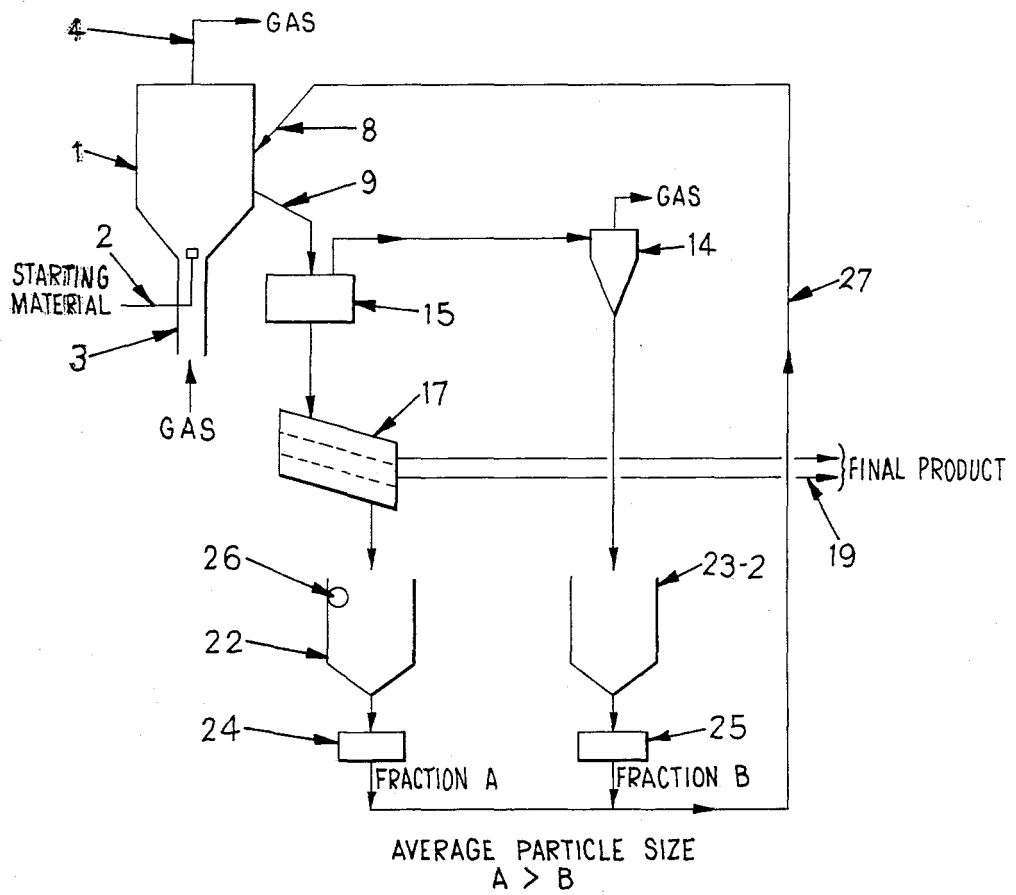 4
GAS
1
8
9
GAS
2
14
STARTING
MATERIAL
15
27
3
17
GAS
FINAL PRODUCT
19
26
23-2
22
24
25
FRACTION A
FRACTION B
AVERAGE PARTICLE SIZE
A > B